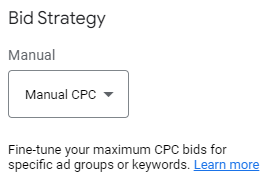 Bid Strategy
Manual
Manual CPC
Fine-tune your maximum CPC bids for
specific ad groups or keywords. Learn more